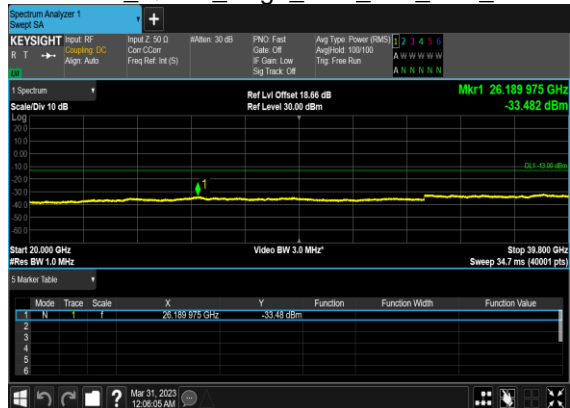 Spectrum Analyzer 1
Swept SA
+
KEYSIGHT Input: RF Input Z: 50 Ω #Atten: 30 dB PNO: Fast Avg Type: Power (RMS) 1 2 3 4 5 6
R T Coupling: DC Corr CCorr Gate: Off Avg|Hold: 100/100 A W W W W W
Align: Auto Freq Ref: Int (S) IF Gain: Low Trig: Free Run
LXI Sig Track: Off A N N N N N
1 Spectrum Ref Lvl Offset 18.66 dB Mkr1 26.189 975 GHz
Scale/Div 10 dB Ref Level 30.00 dBm -33.482 dBm
Log
20.0
10.0
0.00
-10.0 DL1 -13.00 dBm
-20.0
-30.0 1
-40.0
-50.0
-60.0
Start 20.000 GHz Video BW 3.0 MHz* Stop 39.800 GHz
#Res BW 1.0 MHz Sweep 34.7 ms (40001 pts)
5 Marker Table
Mode Trace Scale X Y Function Function Width Function Value
1 N 1 f 26.189 975 GHz -33.48 dBm
2
3
4
5
6
? Mar 31, 2023
12:06:05 AM